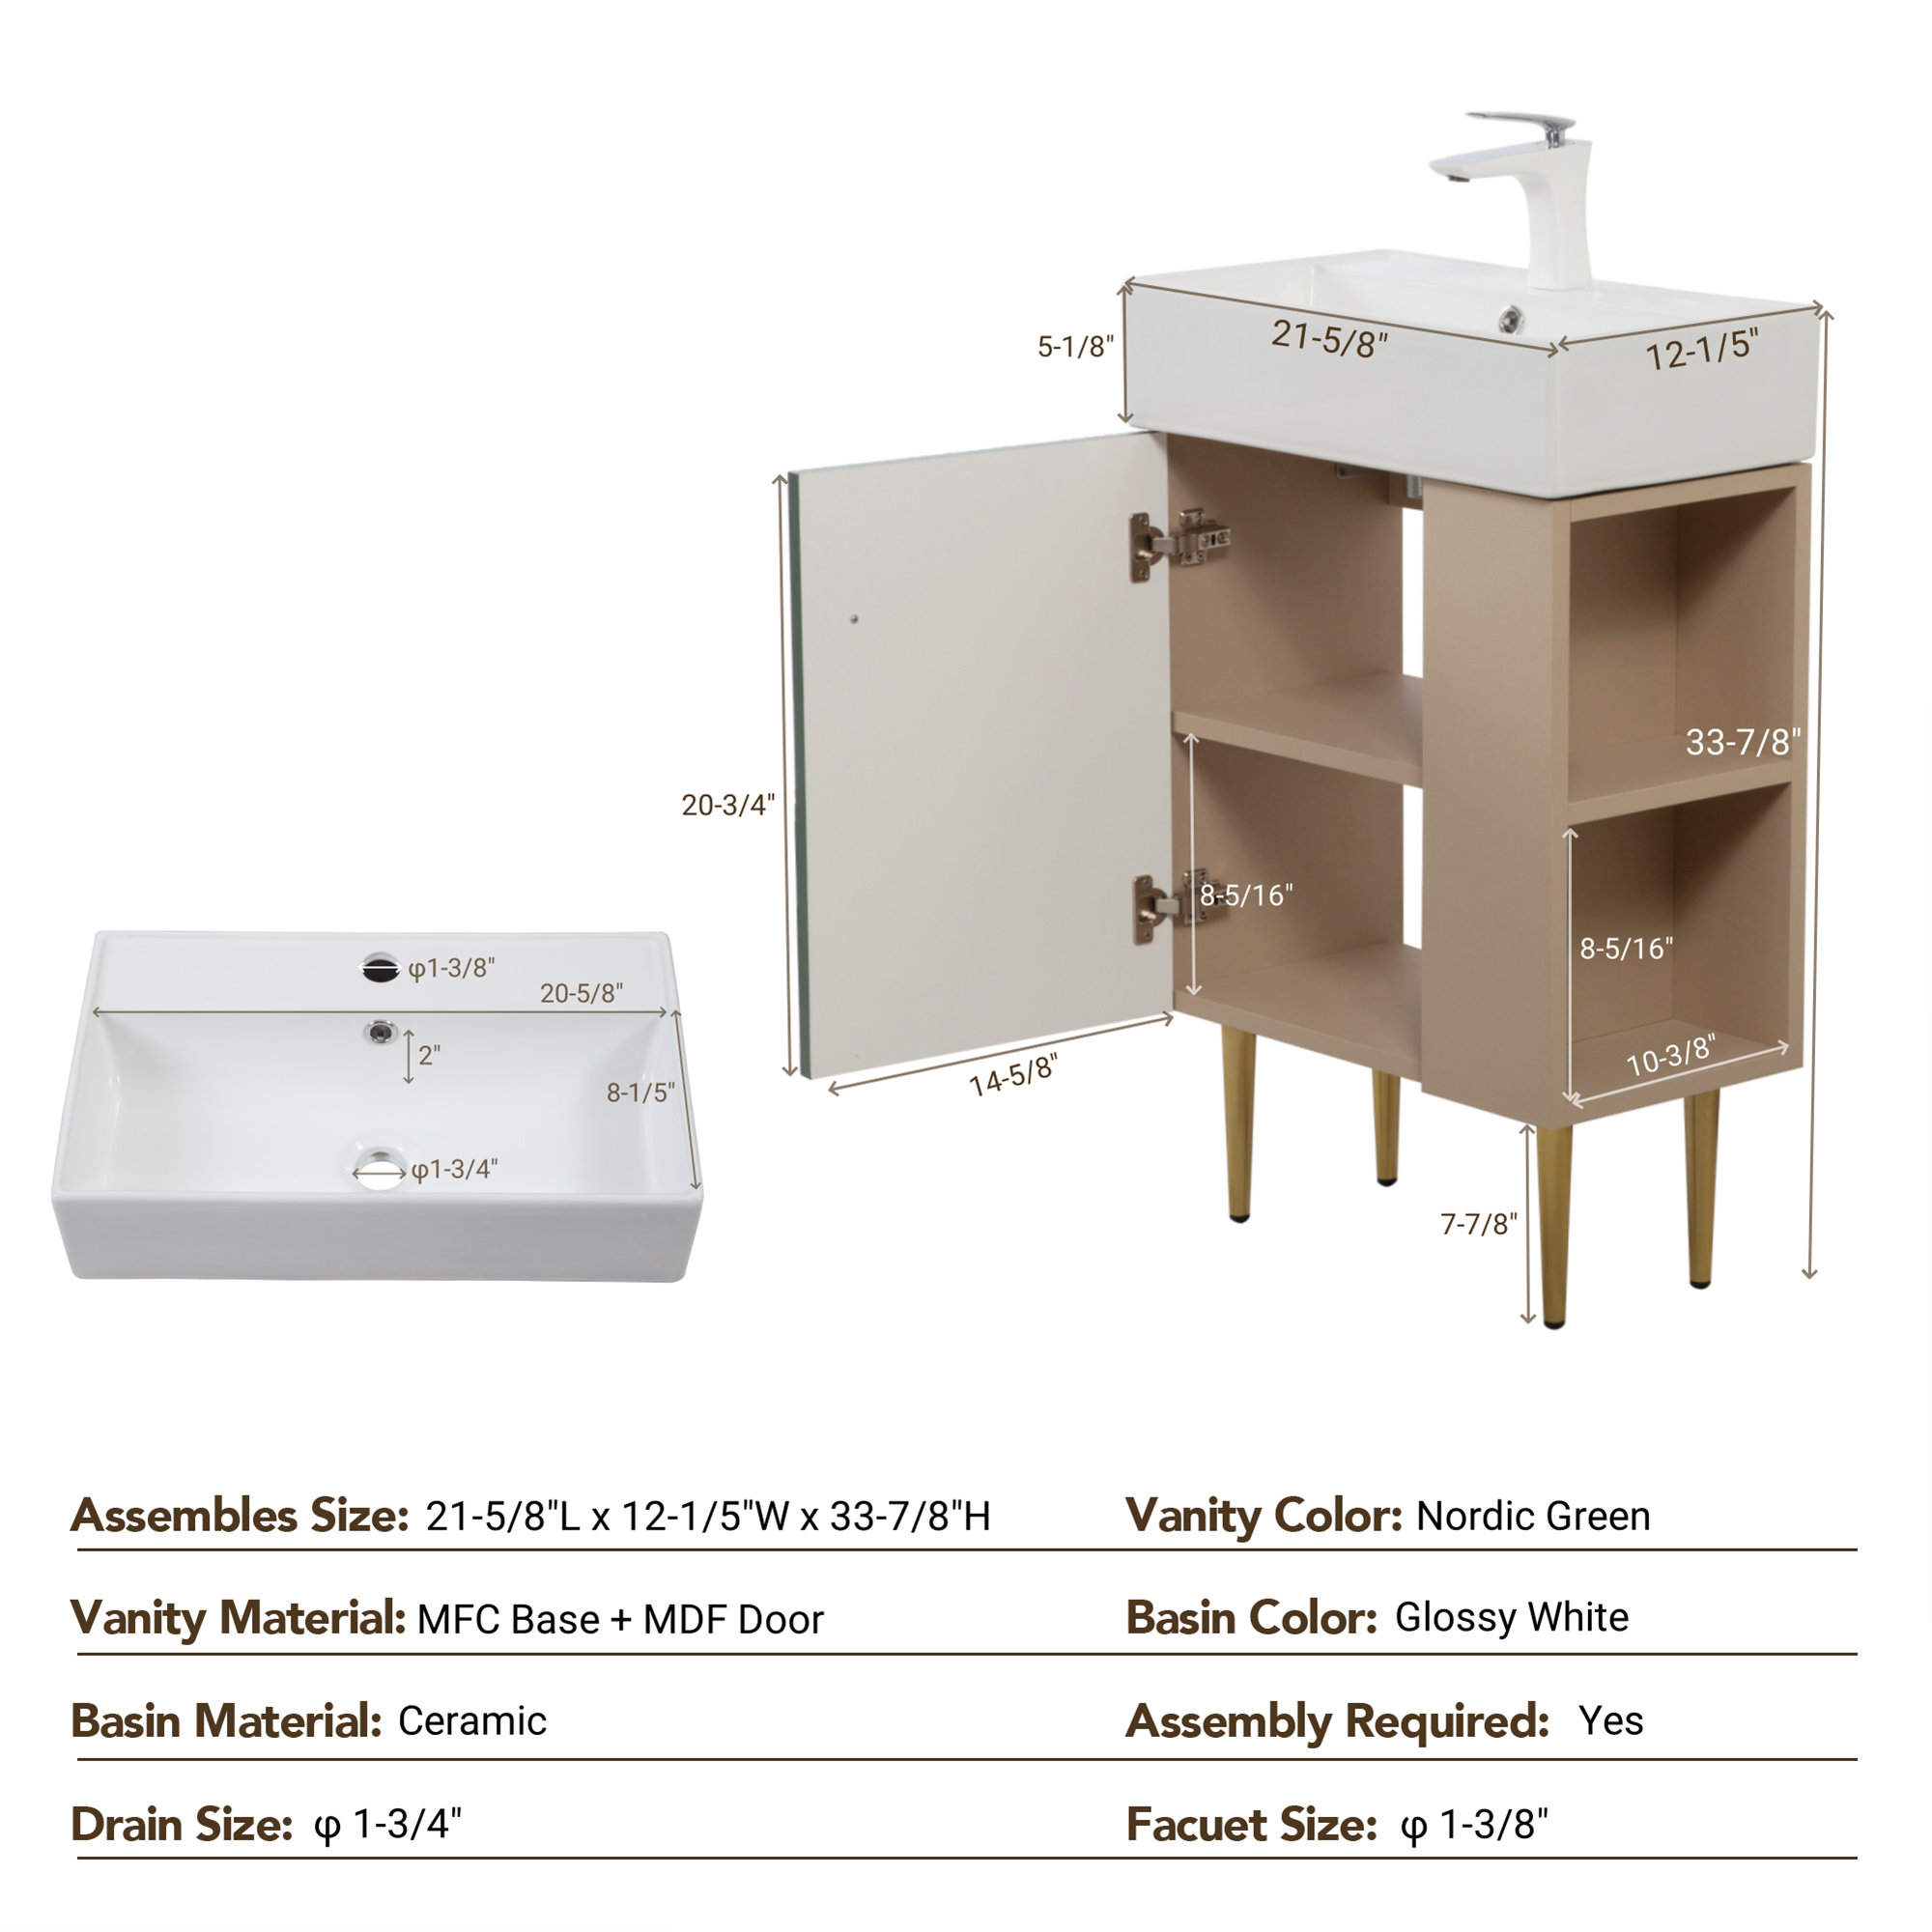 21-5/8"
12-1/5"
5-1/8"
20-3/4"
33-7/8"
8-5/16"
8-5/16"
10-3/8"
14-5/8"
7-7/8"
φ1-3/8"
20-5/8"
2"
8-1/5"
φ1-3/4"
Assembles Size: 21-5/8"L x 12-1/5"W x 33-7/8"H
Vanity Color: Nordic Green
Vanity Material: MFC Base + MDF Door
Basin Color: Glossy White
Basin Material: Ceramic
Assembly Required: Yes
Drain Size: φ 1-3/4"
Facuet Size: φ 1-3/8"